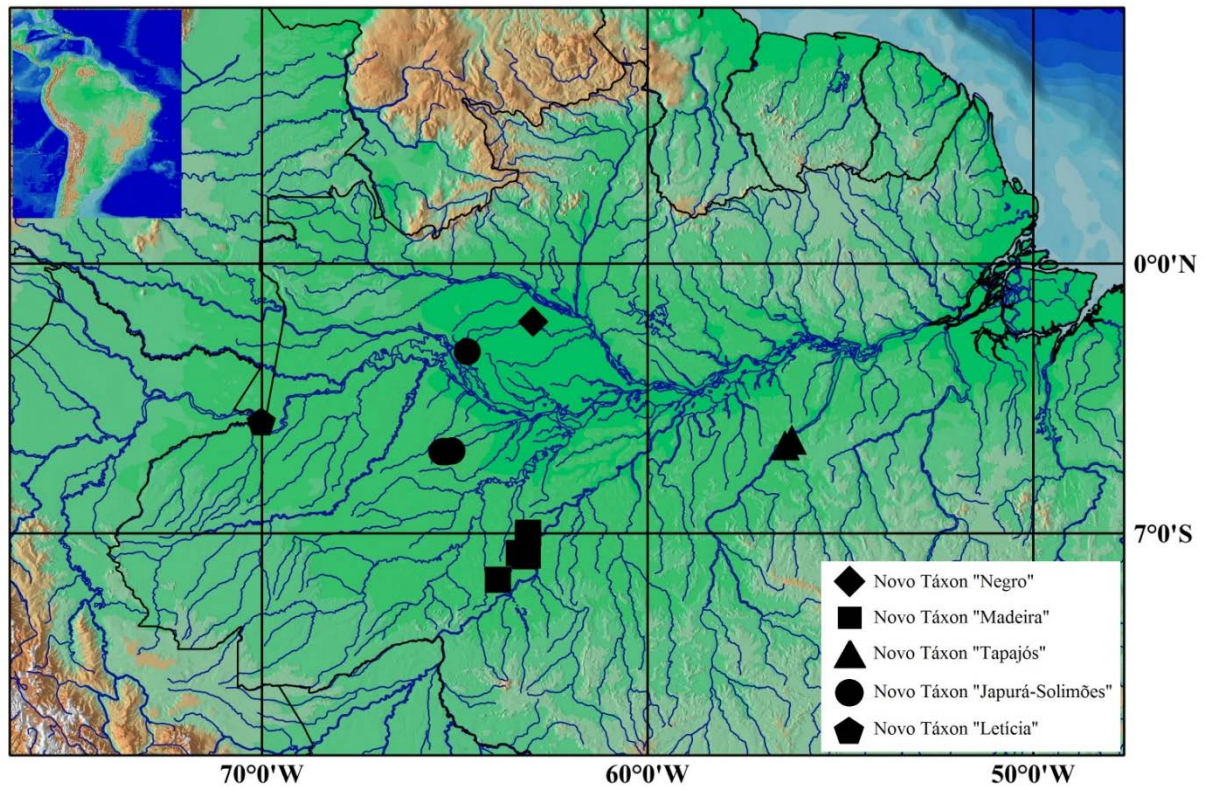 0°0'N
7°0'S
Novo Táxon "Negro"
Novo Táxon "Madeira"
Novo Táxon "Tapajós"
Novo Táxon "Japurá-Solimões"
Novo Táxon "Letícia"
70°0'W
60°0'W
50°0'W